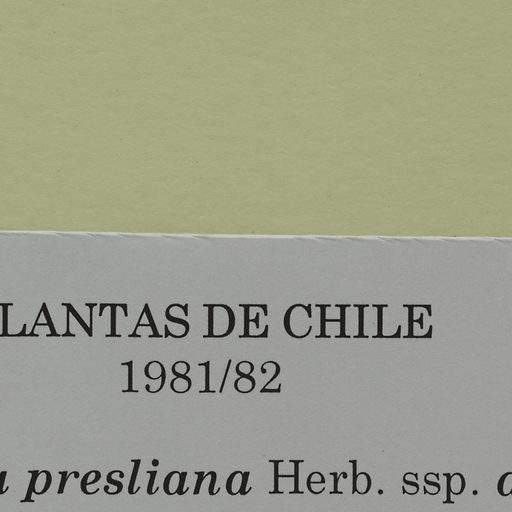 LANTAS DE CHILE
1981/82
a presliana Herb. ssp.